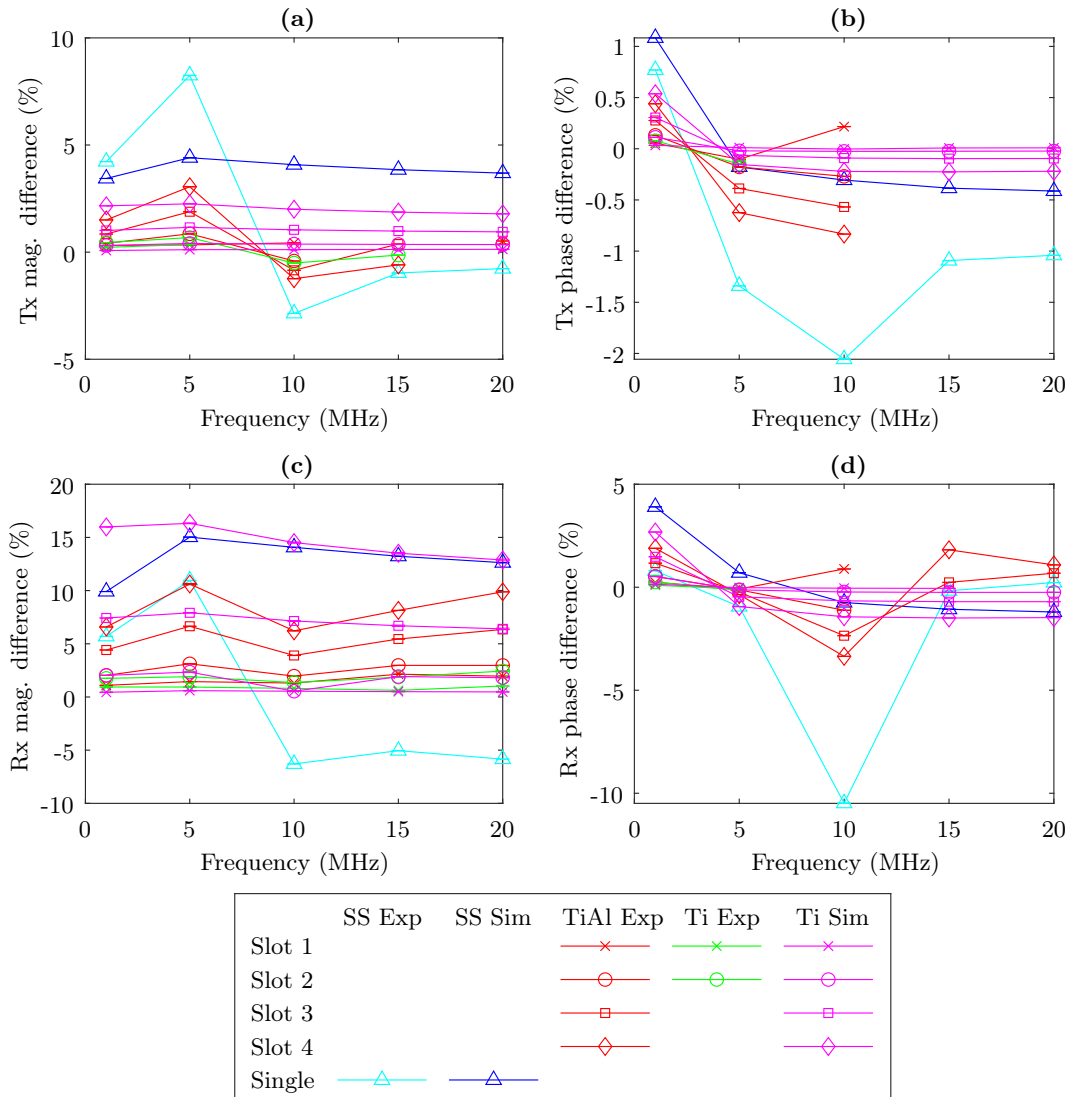 (a)
10
5
0
-5
Tx mag. difference (%)
0 5 10 15 20
Frequency (MHz)
(b)
1
0.5
0
-0.5
-1
-1.5
-2
Tx phase difference (%)
0 5 10 15 20
Frequency (MHz)
(c)
20
15
10
5
0
-5
-10
Rx mag. difference (%)
0 5 10 15 20
Frequency (MHz)
(d)
5
0
-5
-10
Rx phase difference (%)
0 5 10 15 20
Frequency (MHz)
SS Exp SS Sim TiAl Exp Ti Exp Ti Sim
Slot 1
Slot 2
Slot 3
Slot 4
Single